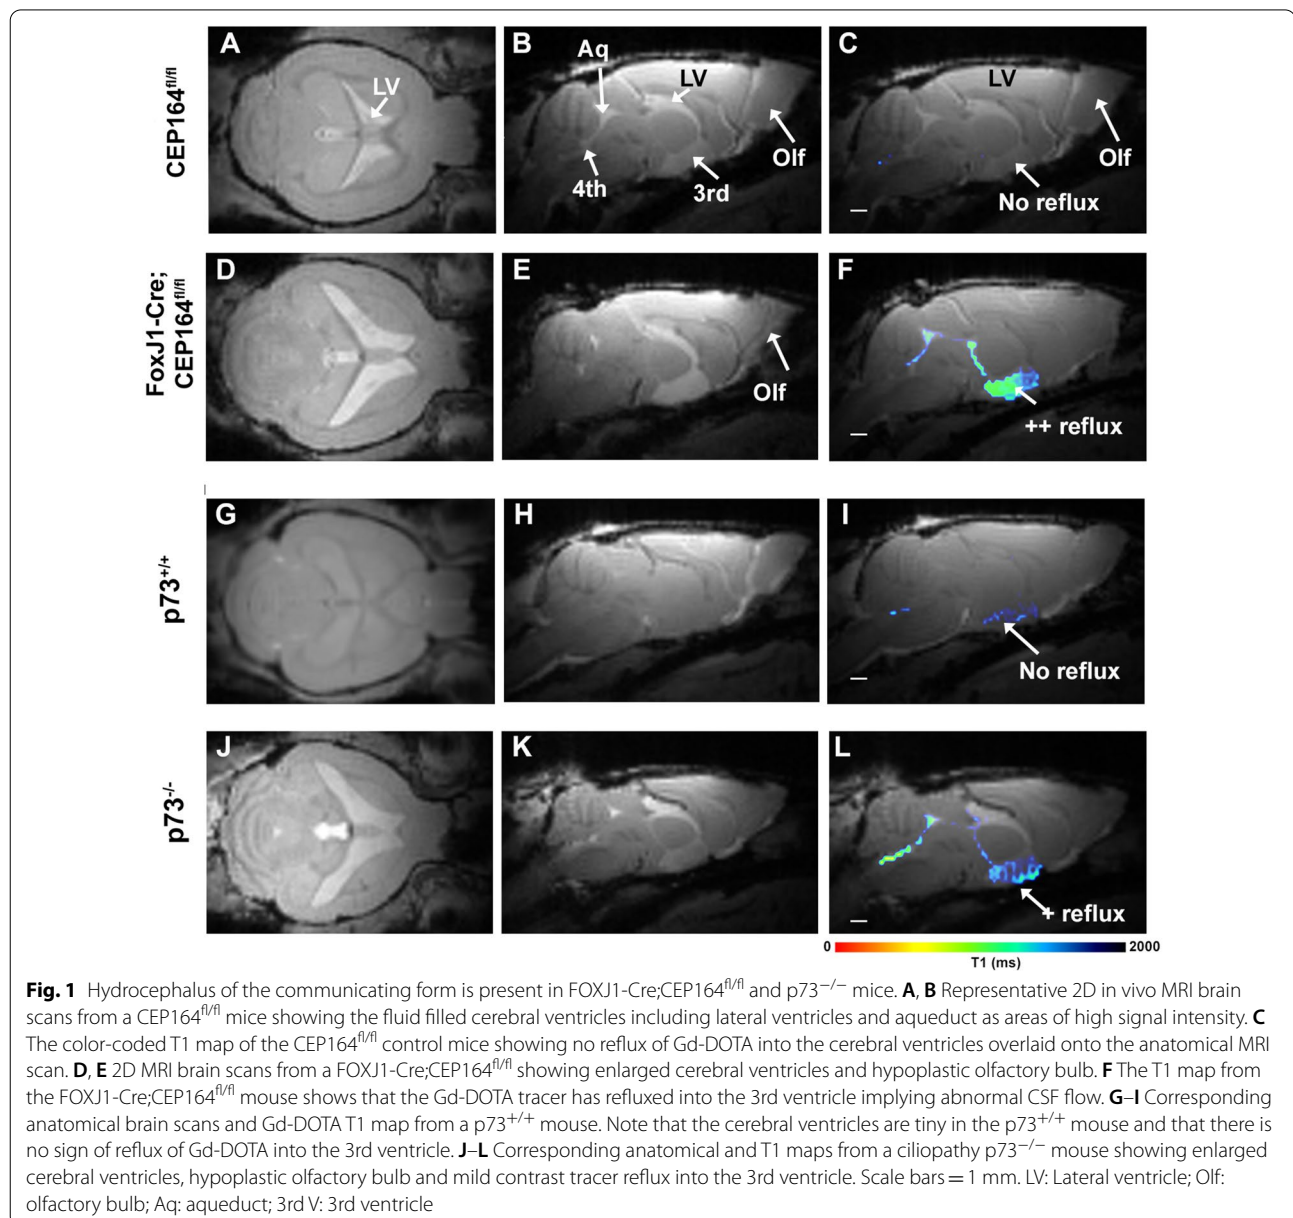 A
LV
B
Aq
LV
Olf
4th
3rd
C
LV
Olf
No reflux
CEP164fl/fl
D
E
Olf
F
++ reflux
FoxJ1-Cre;
CEP164fl/fl
G
H
I
No reflux
p73+/+
J
K
L
+ reflux
p73-/-
0
2000
T1 (ms)
Fig. 1 Hydrocephalus of the communicating form is present in FOXJ1-Cre;CEP164fl/fl and p73−/− mice. A, B Representative 2D in vivo MRI brain
scans from a CEP164fl/fl mice showing the fluid filled cerebral ventricles including lateral ventricles and aqueduct as areas of high signal intensity. C
The color-coded T1 map of the CEP164fl/fl control mice showing no reflux of Gd-DOTA into the cerebral ventricles overlaid onto the anatomical MRI
scan. D, E 2D MRI brain scans from a FOXJ1-Cre;CEP164fl/fl showing enlarged cerebral ventricles and hypoplastic olfactory bulb. F The T1 map from
the FOXJ1-Cre;CEP164fl/fl mouse shows that the Gd-DOTA tracer has refluxed into the 3rd ventricle implying abnormal CSF flow. G–I Corresponding
anatomical brain scans and Gd-DOTA T1 map from a p73+/+ mouse. Note that the cerebral ventricles are tiny in the p73+/+ mouse and that there is
no sign of reflux of Gd-DOTA into the 3rd ventricle. J–L Corresponding anatomical and T1 maps from a ciliopathy p73−/− mouse showing enlarged
cerebral ventricles, hypoplastic olfactory bulb and mild contrast tracer reflux into the 3rd ventricle. Scale bars = 1 mm. LV: Lateral ventricle; Olf:
olfactory bulb; Aq: aqueduct; 3rd V: 3rd ventricle